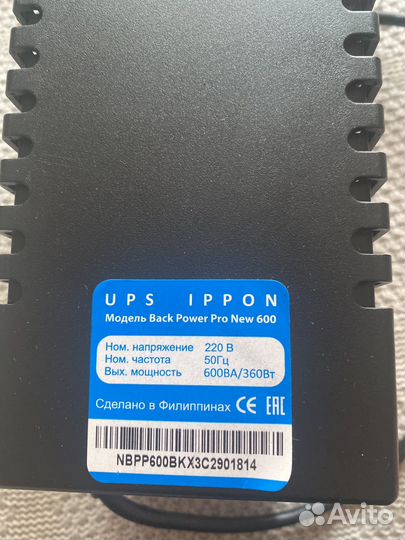 UPS IPPON
Модель Back Power Pro New 600
Ном. напряжение 220 В
Ном. частота 50Гц
Вых. мощность 600ВА/360Вт
Сделано в Филиппинах CE EAC
NBPP600BKX3C2901814
Avito